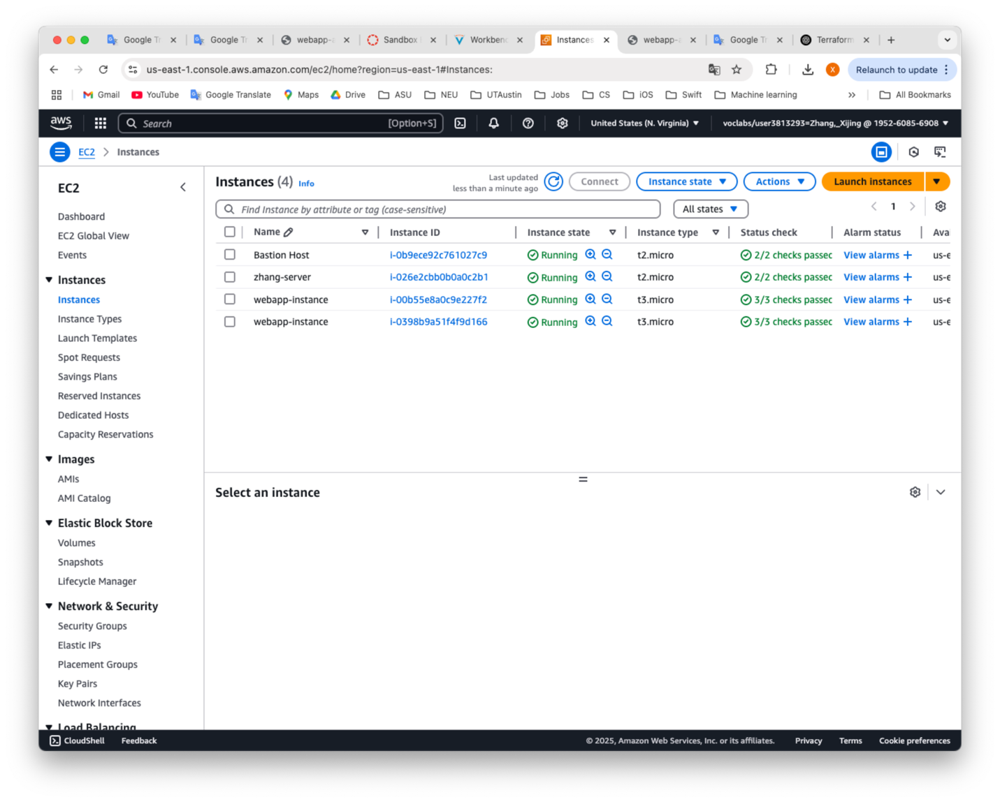 Google Tr
Google Tr
webapp-a
Sandbox
Workbenc
Instances
webapp-a
Google Tr
Terraform
us-east-1.console.aws.amazon.com/ec2/home?region=us-east-1#Instances:
X
Relaunch to update
Gmail
YouTube
Google Translate
Maps
Drive
ASU
NEU
UTAustin
Jobs
CS
iOS
Swift
Machine learning
»
All Bookmarks
aws
Search
[Option+S]
United States (N. Virginia)
voclabs/user3813293=Zhang,_Xijing @ 1952-6085-6908
EC2
Instances
EC2
Dashboard
EC2 Global View
Events
Instances
Instances
Instance Types
Launch Templates
Spot Requests
Savings Plans
Reserved Instances
Dedicated Hosts
Capacity Reservations
Images
AMIs
AMI Catalog
Elastic Block Store
Volumes
Snapshots
Lifecycle Manager
Network & Security
Security Groups
Elastic IPs
Placement Groups
Key Pairs
Network Interfaces
Load Balancing
Instances (4) Info
Last updated
less than a minute ago
Connect
Instance state
Actions
Launch instances
Find Instance by attribute or tag (case-sensitive)
All states
1
Name Instance ID Instance state Instance type Status check Alarm status Ava
Bastion Host i-0b9ece92c761027c9 Running t2.micro 2/2 checks passec View alarms + us-e
zhang-server i-026e2cbb0b0a0c2b1 Running t2.micro 2/2 checks passec View alarms + us-e
webapp-instance i-00b55e8a0c9e227f2 Running t3.micro 3/3 checks passec View alarms + us-e
webapp-instance i-0398b9a51f4f9d166 Running t3.micro 3/3 checks passec View alarms + us-e
Select an instance
CloudShell
Feedback
© 2025, Amazon Web Services, Inc. or its affiliates.
Privacy
Terms
Cookie preferences